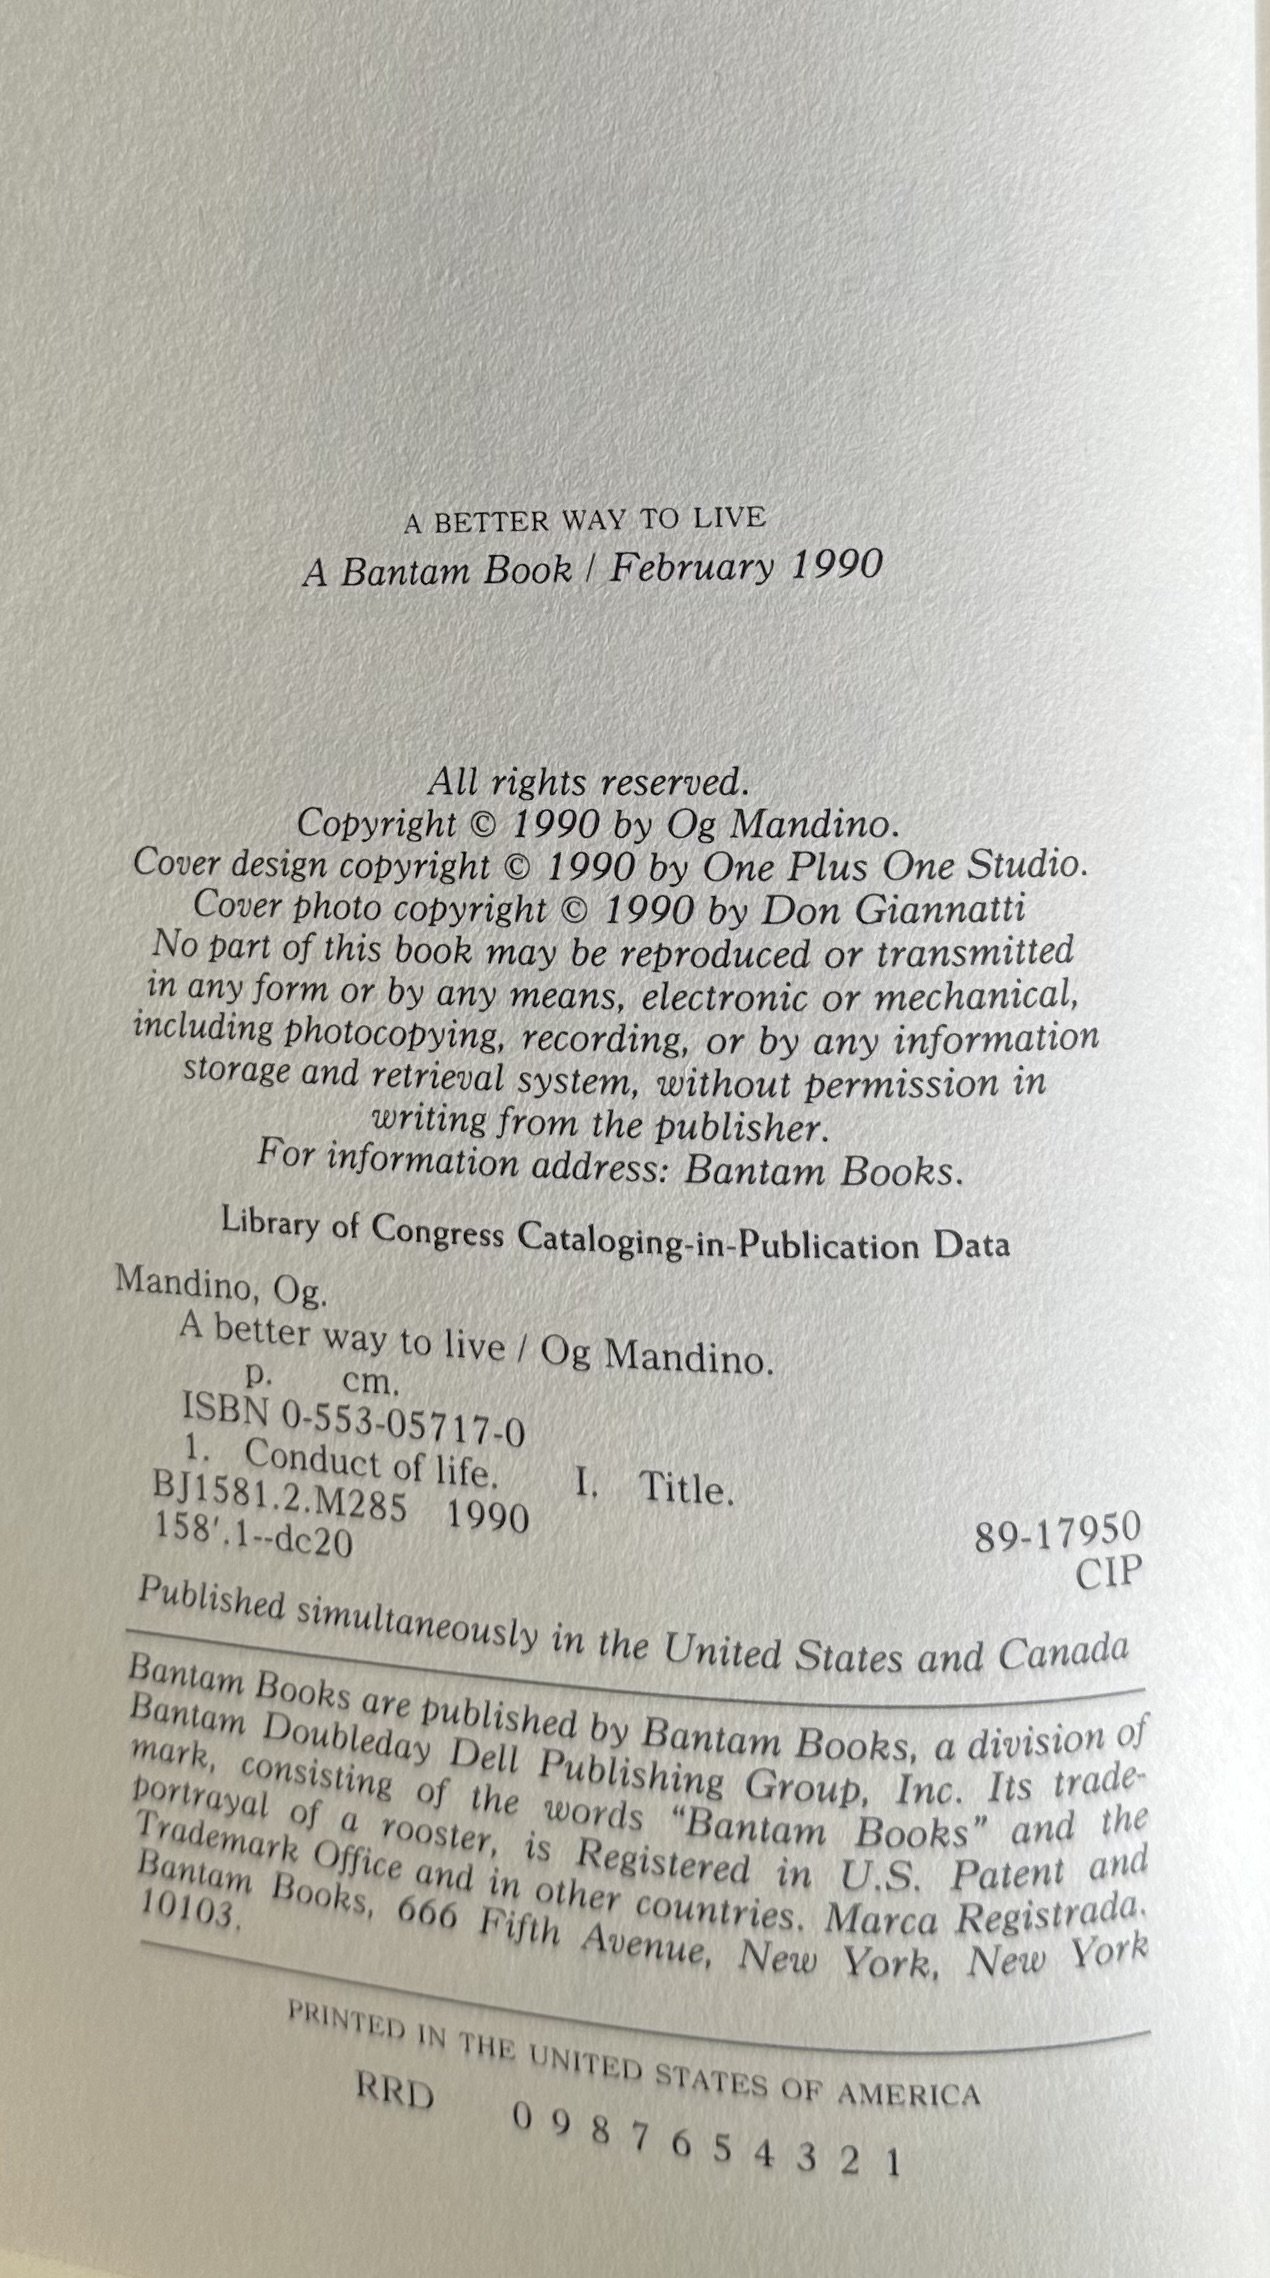 A BETTER WAY TO LIVE
A Bantam Book / February 1990
All rights reserved.
Copyright © 1990 by Og Mandino.
Cover design copyright © 1990 by One Plus One Studio.
Cover photo copyright © 1990 by Don Giannatti
No part of this book may be reproduced or transmitted
in any form or by any means, electronic or mechanical,
including photocopying, recording, or by any information
storage and retrieval system, without permission in
writing from the publisher.
For information address: Bantam Books.
Library of Congress Cataloging-in-Publication Data
Mandino, Og.
A better way to live / Og Mandino.
p. cm.
ISBN 0-553-05717-0
1. Conduct of life. I. Title.
BJ1581.2.M285 1990
158'.1--dc20
89-17950
CIP
Published simultaneously in the United States and Canada
Bantam Books are published by Bantam Books, a division of
Bantam Doubleday Dell Publishing Group, Inc. Its trade-
mark, consisting of the words “Bantam Books” and the
portrayal of a rooster, is Registered in U.S. Patent and
Trademark Office and in other countries. Marca Registrada.
Bantam Books, 666 Fifth Avenue, New York, New York
10103.
PRINTED IN THE UNITED STATES OF AMERICA
RRD 0 9 8 7 6 5 4 3 2 1